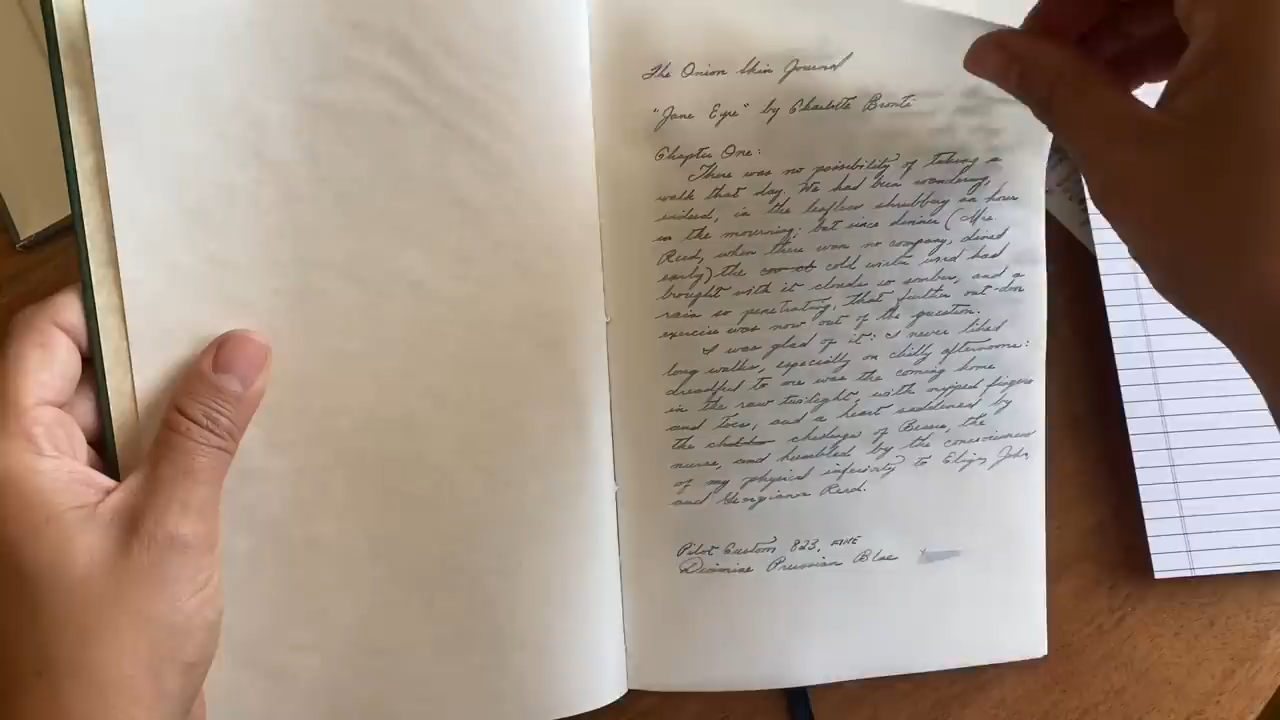 The Onion Skin Journal
"Jane Eyre" by Charlotte Brontë
Chapter One:
There was no possibility of taking a
walk that day. We had been wandering,
indeed, in the leafless shrubbery an hour
in the mourning; but since dinner (Mrs.
Reed, when there was no company, dined
early) the cold winter wind had
brought with it clouds so somber, and a
rain so penetrating, that further out-door
exercise was now out of the question.
I was glad of it: I never liked
long walks, especially on chilly afternoons:
dreadful to me was the coming home
in the raw twilight, with nipped fingers
and toes, and a heart saddened by
the chidings of Bessie, the
nurse, and humbled by the consciousness
of my physical inferiority to Eliza, John,
and Georgiana Reed.
Pilot Custom 823, FINE
Diamine Prussian Blue